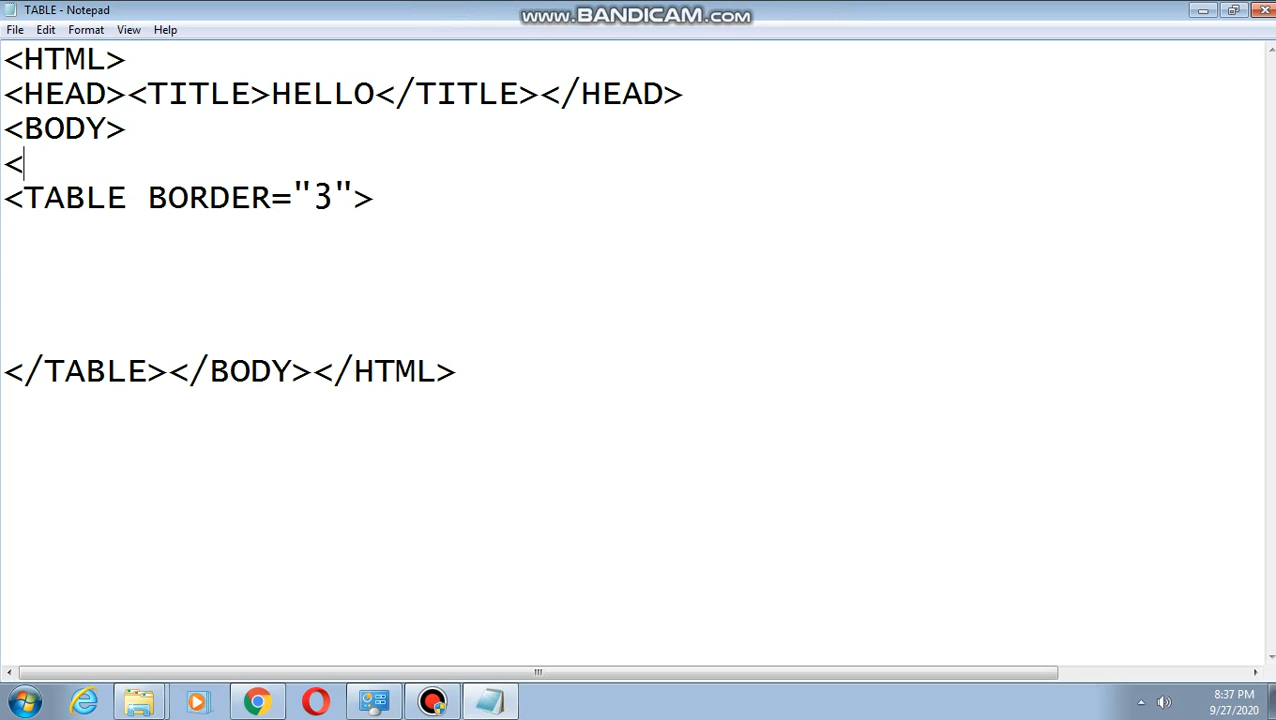 TABLE - Notepad
www.BANDICAM.com
File Edit Format View Help
<HTML>
<HEAD><TITLE>HELLO</TITLE></HEAD>
<BODY>
<
<TABLE BORDER="3">
</TABLE></BODY></HTML>
8:37 PM
9/27/2020